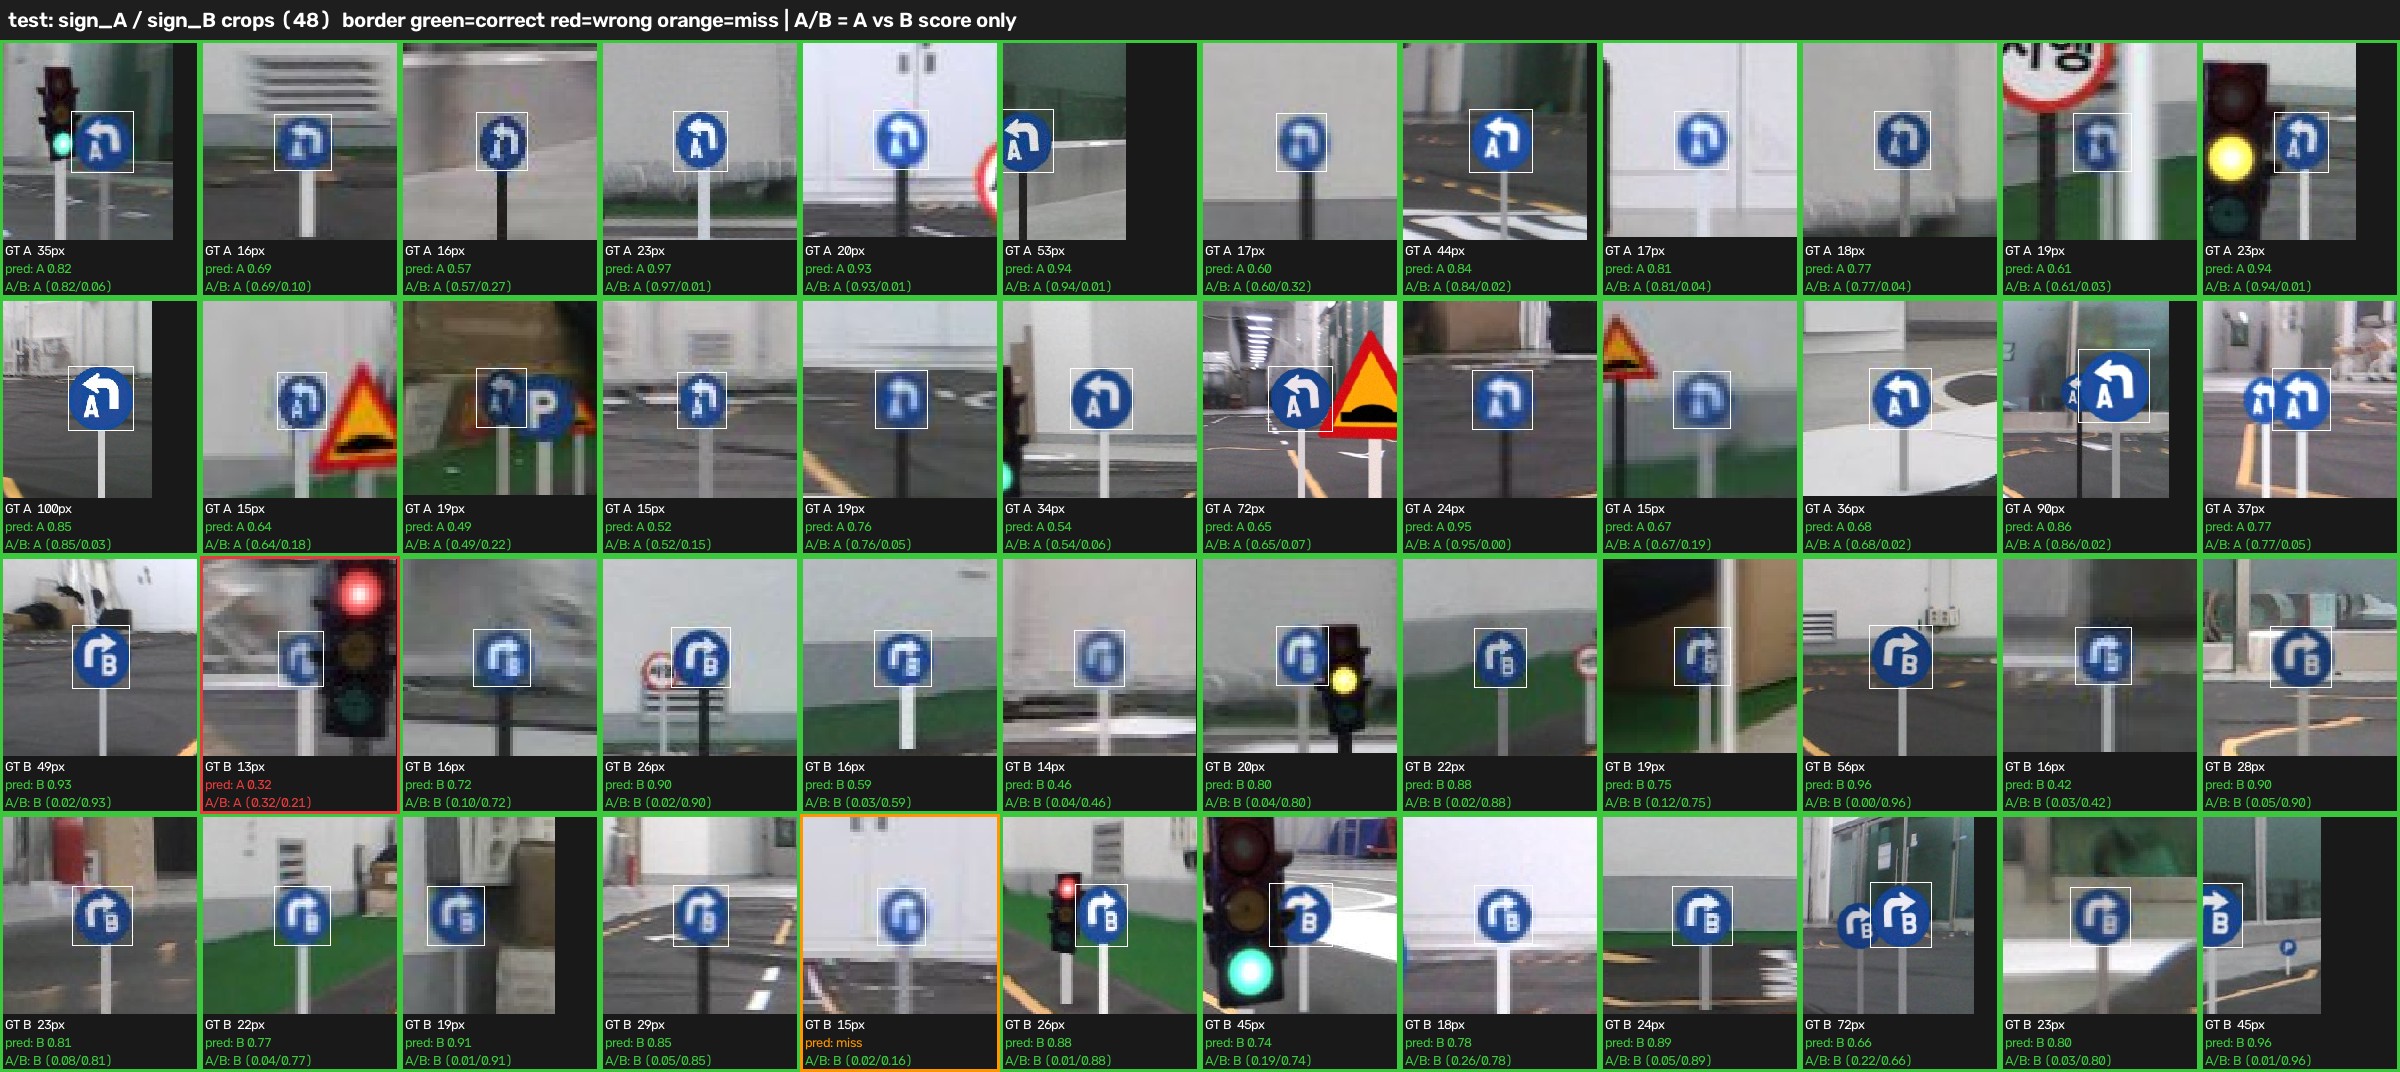 test: sign_A / sign_B crops (48) border green=correct red=wrong orange=miss | A/B = A vs B score only
A
A
A
A
A
A
A
A
A
A
A
A
GT A 35px
GT A 16px
GT A 16px
GT A 23px
GT A 20px
GT A 53px
GT A 17px
GT A 44px
GT A 17px
GT A 18px
GT A 19px
GT A 23px
pred: A 0.82
pred: A 0.69
pred: A 0.57
pred: A 0.97
pred: A 0.93
pred: A 0.94
pred: A 0.60
pred: A 0.84
pred: A 0.81
pred: A 0.77
pred: A 0.61
pred: A 0.94
A/B: A (0.82/0.06)
A/B: A (0.69/0.10)
A/B: A (0.57/0.27)
A/B: A (0.97/0.01)
A/B: A (0.93/0.01)
A/B: A (0.94/0.01)
A/B: A (0.60/0.32)
A/B: A (0.84/0.02)
A/B: A (0.81/0.04)
A/B: A (0.77/0.04)
A/B: A (0.61/0.03)
A/B: A (0.94/0.01)
A
A
A
P
A
A
A
A
A
A
A
A
A
A
A
GT A 100px
GT A 15px
GT A 19px
GT A 15px
GT A 19px
GT A 34px
GT A 72px
GT A 24px
GT A 15px
GT A 36px
GT A 90px
GT A 37px
pred: A 0.85
pred: A 0.64
pred: A 0.49
pred: A 0.52
pred: A 0.76
pred: A 0.54
pred: A 0.65
pred: A 0.95
pred: A 0.67
pred: A 0.68
pred: A 0.86
pred: A 0.77
A/B: A (0.85/0.03)
A/B: A (0.64/0.18)
A/B: A (0.49/0.22)
A/B: A (0.52/0.15)
A/B: A (0.76/0.05)
A/B: A (0.54/0.06)
A/B: A (0.65/0.07)
A/B: A (0.95/0.00)
A/B: A (0.67/0.19)
A/B: A (0.68/0.02)
A/B: A (0.86/0.02)
A/B: A (0.77/0.05)
B
B
B
B
B
B
B
B
B
B
GT B 49px
GT B 13px
GT B 16px
GT B 26px
GT B 16px
GT B 14px
GT B 20px
GT B 22px
GT B 19px
GT B 56px
GT B 16px
GT B 28px
pred: B 0.93
pred: A 0.32
pred: B 0.72
pred: B 0.90
pred: B 0.59
pred: B 0.46
pred: B 0.80
pred: B 0.88
pred: B 0.75
pred: B 0.96
pred: B 0.42
pred: B 0.90
A/B: B (0.02/0.93)
A/B: A (0.32/0.21)
A/B: B (0.10/0.72)
A/B: B (0.02/0.90)
A/B: B (0.03/0.59)
A/B: B (0.04/0.46)
A/B: B (0.04/0.80)
A/B: B (0.02/0.88)
A/B: B (0.12/0.75)
A/B: B (0.00/0.96)
A/B: B (0.03/0.42)
A/B: B (0.05/0.90)
B
B
B
B
B
B
B
B
B
B
B
B
P
GT B 23px
GT B 22px
GT B 19px
GT B 29px
GT B 15px
GT B 26px
GT B 45px
GT B 18px
GT B 24px
GT B 72px
GT B 23px
GT B 45px
pred: B 0.81
pred: B 0.77
pred: B 0.91
pred: B 0.85
pred: miss
pred: B 0.88
pred: B 0.74
pred: B 0.78
pred: B 0.89
pred: B 0.66
pred: B 0.80
pred: B 0.96
A/B: B (0.08/0.81)
A/B: B (0.04/0.77)
A/B: B (0.01/0.91)
A/B: B (0.05/0.85)
A/B: B (0.02/0.16)
A/B: B (0.01/0.88)
A/B: B (0.19/0.74)
A/B: B (0.26/0.78)
A/B: B (0.05/0.89)
A/B: B (0.22/0.66)
A/B: B (0.03/0.80)
A/B: B (0.01/0.96)